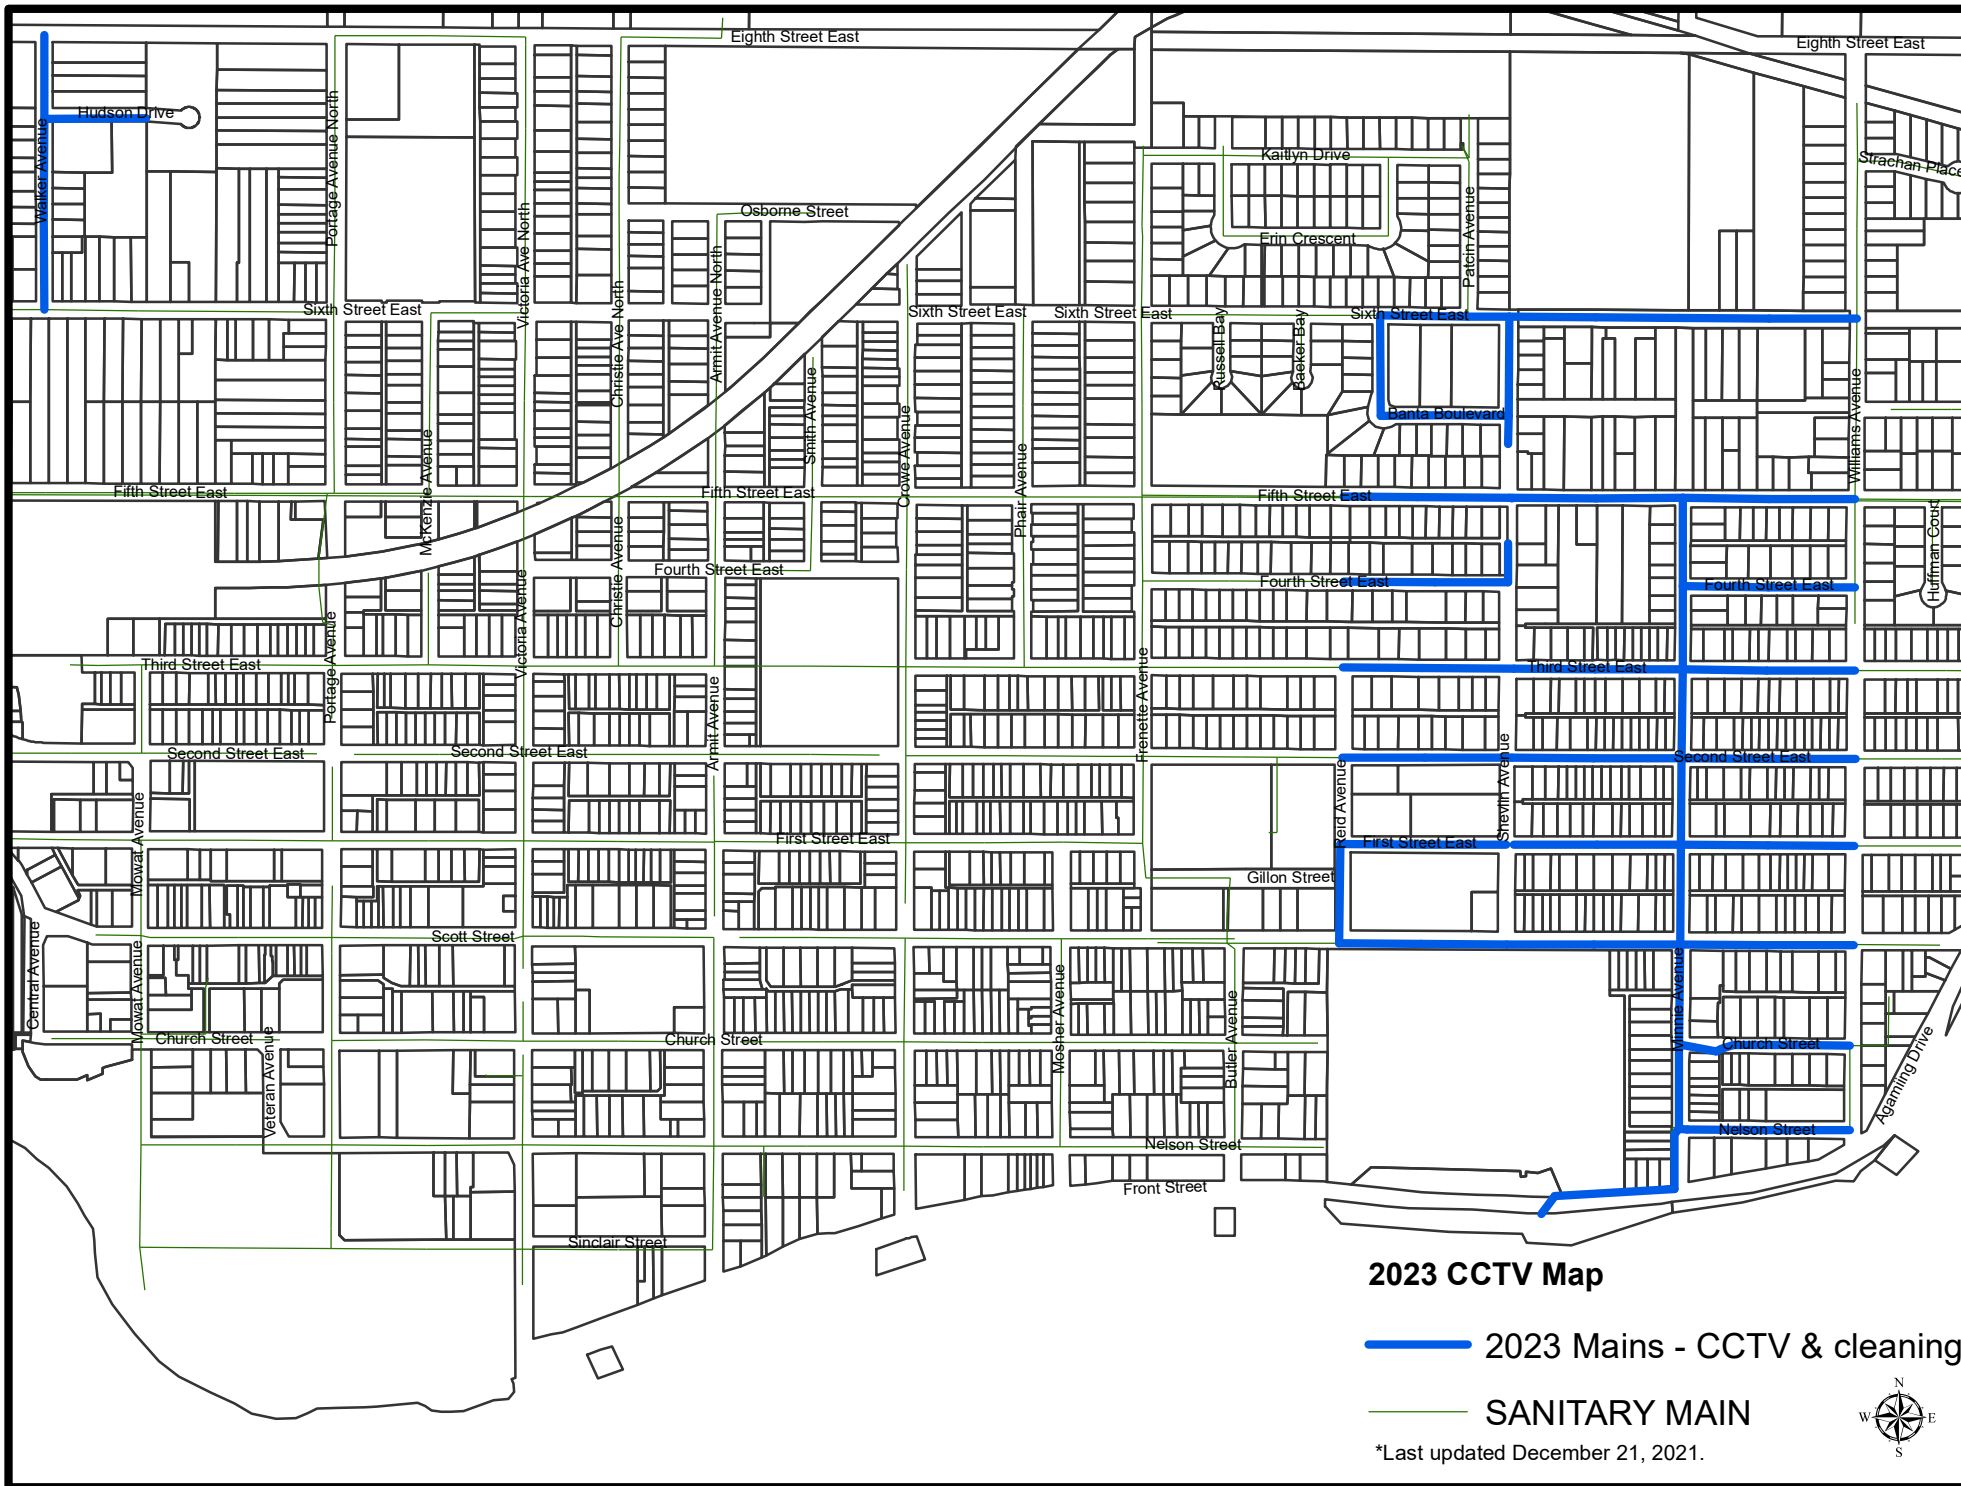 Eighth Street East
Eighth Street East
Hudson Drive
Walker Avenue
Portage Avenue North
Kaitlyn Drive
Strachan Place
Osborne Street
Victoria Ave North
Erin Crescent
Patcin Avenue
Armit Avenue North
Christie Ave North
Sixth Street East
Sixth Street East
Sixth Street East
Sixth Street East
Russell Bay
Baeker Bay
Banta Boulevard
Smith Avenue
Crowe Avenue
Williams Avenue
McKenzie Avenue
Phair Avenue
Fifth Street East
Fifth Street East
Fifth Street East
Huffman Court
Christie Avenue
Fourth Street East
Fourth Street East
Fourth Street East
Victoria Avenue
Third Street East
Third Street East
Portage Avenue
Armit Avenue
Frenette Avenue
Second Street East
Second Street East
Second Street East
Reid Avenue
Shevlin Avenue
Mowat Avenue
First Street East
First Street East
Gillon Street
Scott Street
Central Avenue
Mowat Avenue
Mosher Avenue
Butler Avenue
Minnie Avenue
Church Street
Church Street
Church Street
Veteran Avenue
Agamiing Drive
Nelson Street
Nelson Street
Front Street
Sinclair Street
2023 CCTV Map
2023 Mains - CCTV & cleaning
SANITARY MAIN
*Last updated December 21, 2021.
N
W
E
S